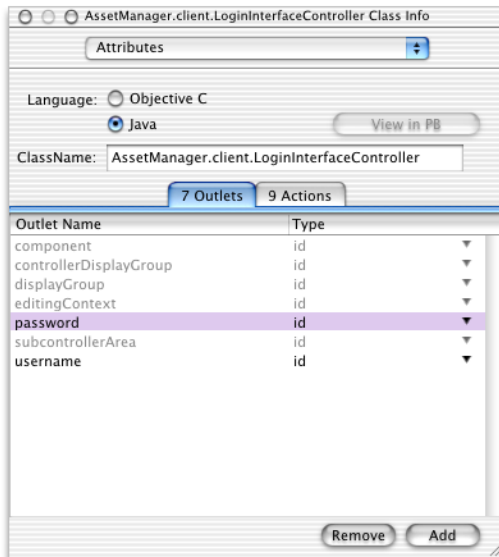 AssetManager.client.LoginInterfaceController Class Info
Attributes
Language: Objective C
Java View in PB
ClassName: AssetManager.client.LoginInterfaceController
7 Outlets 9 Actions
Outlet Name Type
component id
controllerDisplayGroup id
displayGroup id
editingContext id
password id
subcontrollerArea id
username id
Remove Add